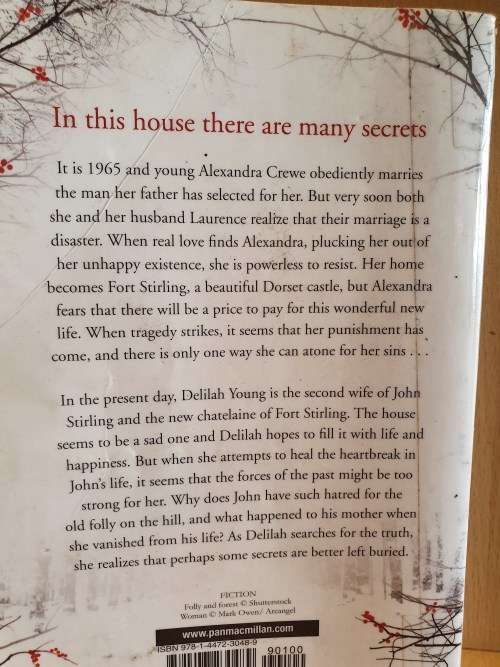 In this house there are many secrets
It is 1965 and young Alexandra Crewe obediently marries
the man her father has selected for her. But very soon both
she and her husband Laurence realize that their marriage is a
disaster. When real love finds Alexandra, plucking her out of
her unhappy existence, she is powerless to resist. Her home
becomes Fort Stirling, a beautiful Dorset castle, but Alexandra
fears that there will be a price to pay for this wonderful new
life. When tragedy strikes, it seems that her punishment has
come, and there is only one way she can atone for her sins . . .
In the present day, Delilah Young is the second wife of John
Stirling and the new chatelaine of Fort Stirling. The house
seems to be a sad one and Delilah hopes to fill it with life and
happiness. But when she attempts to heal the heartbreak in
John's life, it seems that the forces of the past might be too
strong for her. Why does John have such hatred for the
old folly on the hill, and what happened to his mother when
she vanished from his life? As Delilah searches for the truth,
she realizes that perhaps some secrets are better left buried.
FICTION
Folly and forest © Shutterstock
Woman © Mark Owen/ Arcangel
www.panmacmillan.com
ISBN 978-1-4472-3048-9
90100